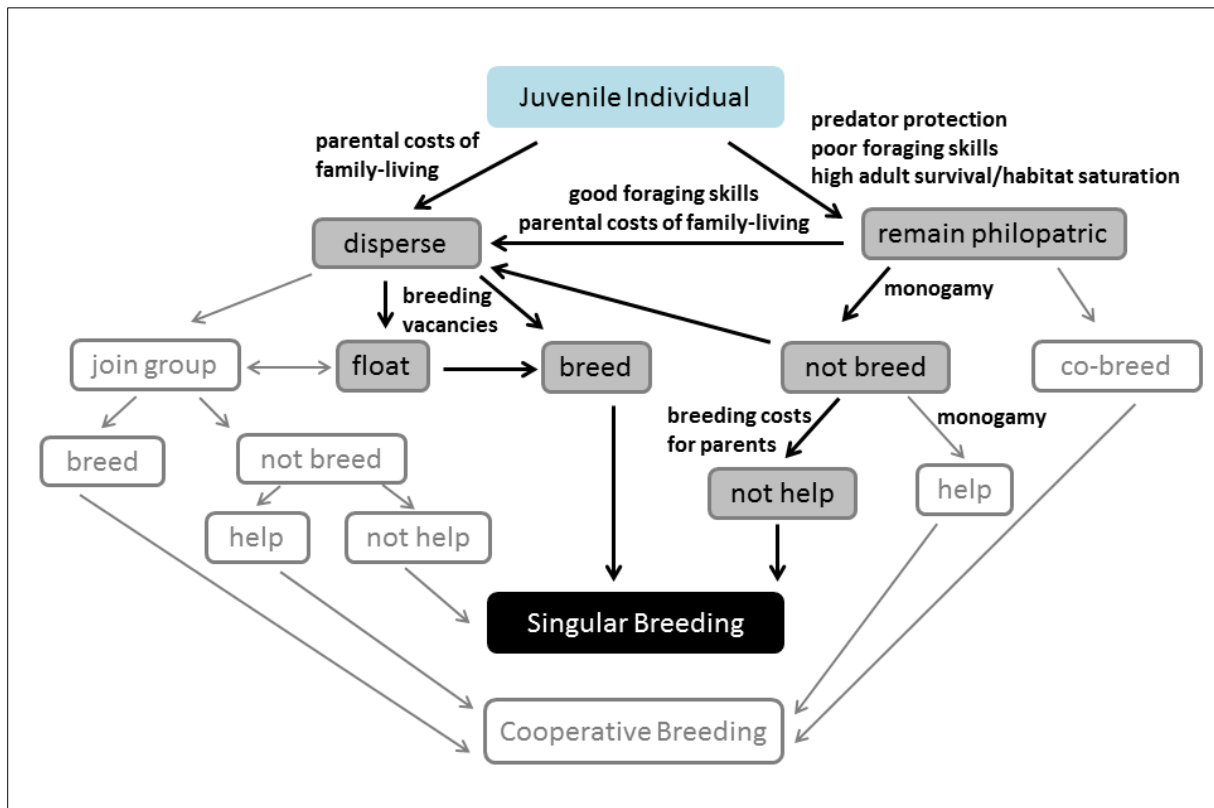 Juvenile Individual
parental costs of
family-living
predator protection
poor foraging skills
high adult survival/habitat saturation
good foraging skills
parental costs of family-living
disperse
remain philopatric
breeding
vacancies
monogamy
join group
float
breed
not breed
co-breed
breed
not breed
breeding costs
for parents
monogamy
help
not help
not help
help
Singular Breeding
Cooperative Breeding